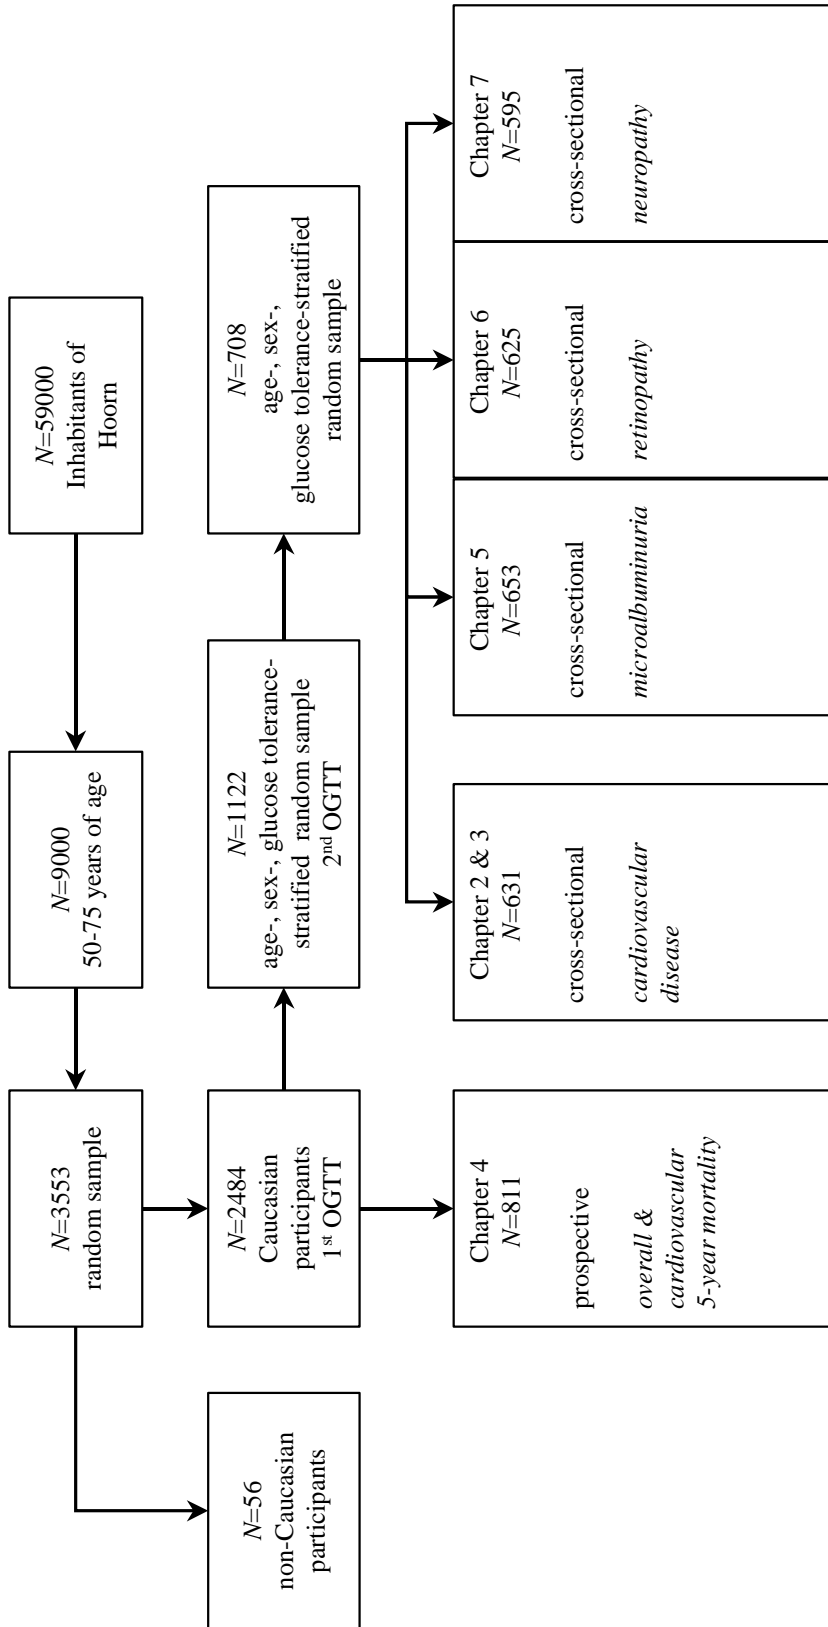 N=56
non-Caucasian
participants
N=3553
random sample
N=9000
50-75 years of age
N=59000
Inhabitants of
Hoorn
N=2484
Caucasian
participants
1st OGTT
N=1122
age-, sex-, glucose tolerance-
stratified random sample
2nd OGTT
N=708
age-, sex-,
glucose tolerance-stratified
random sample
Chapter 4
N=811
prospective
overall &
cardiovascular
5-year mortality
Chapter 2 & 3
N=631
cross-sectional
cardiovascular
disease
Chapter 5
N=653
cross-sectional
microalbuminuria
Chapter 6
N=625
cross-sectional
retinopathy
Chapter 7
N=595
cross-sectional
neuropathy